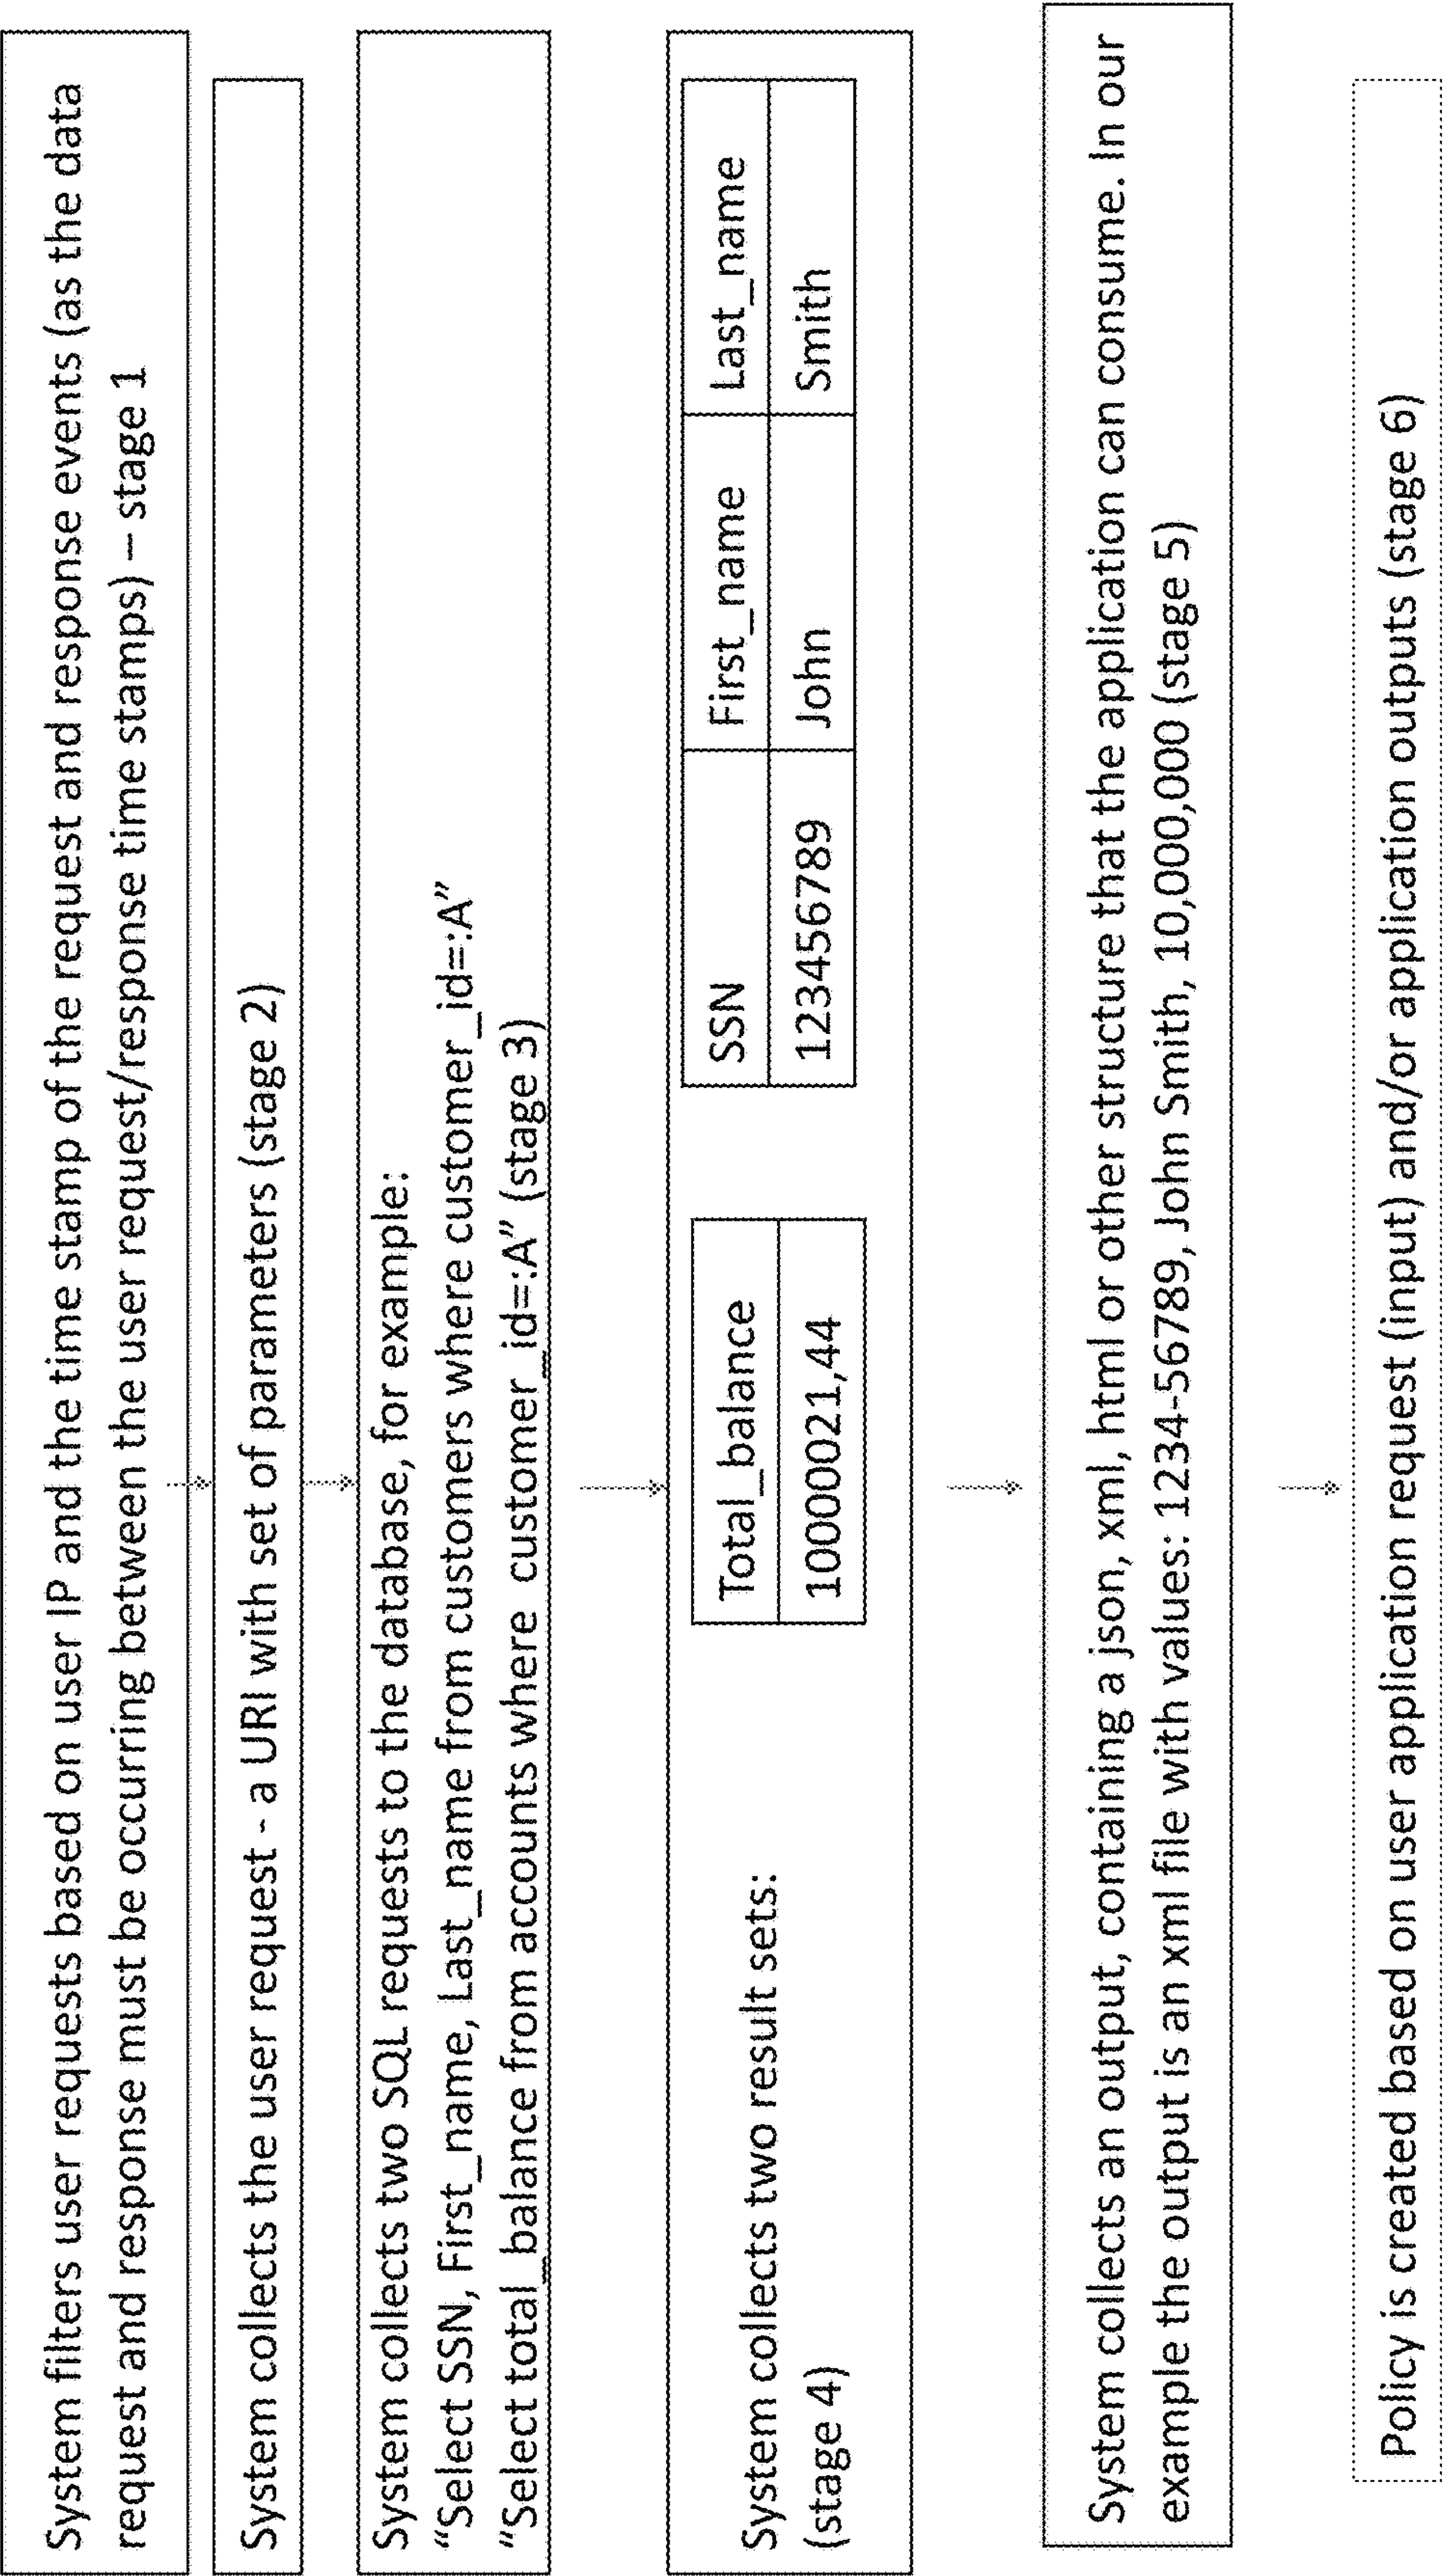 System filters user requests based on user IP and the time stamp of the request and response events (as the data
request and response must be occurring between the user request/response time stamps) – stage 1
System collects the user request - a URI with set of parameters (stage 2)
System collects two SQL requests to the database, for example:
“Select SSN, First_name, Last_name from customers where customer_id=:A”
“Select total_balance from accounts where customer_id=:A” (stage 3)
System collects two result sets:
(stage 4)
Total_balance
10000021,44
SSN First_name Last_name
123456789 John Smith
System collects an output, containing a json, xml, html or other structure that the application can consume. In our
example the output is an xml file with values: 1234-56789, John Smith, 10,000,000 (stage 5)
Policy is created based on user application request (input) and/or application outputs (stage 6)